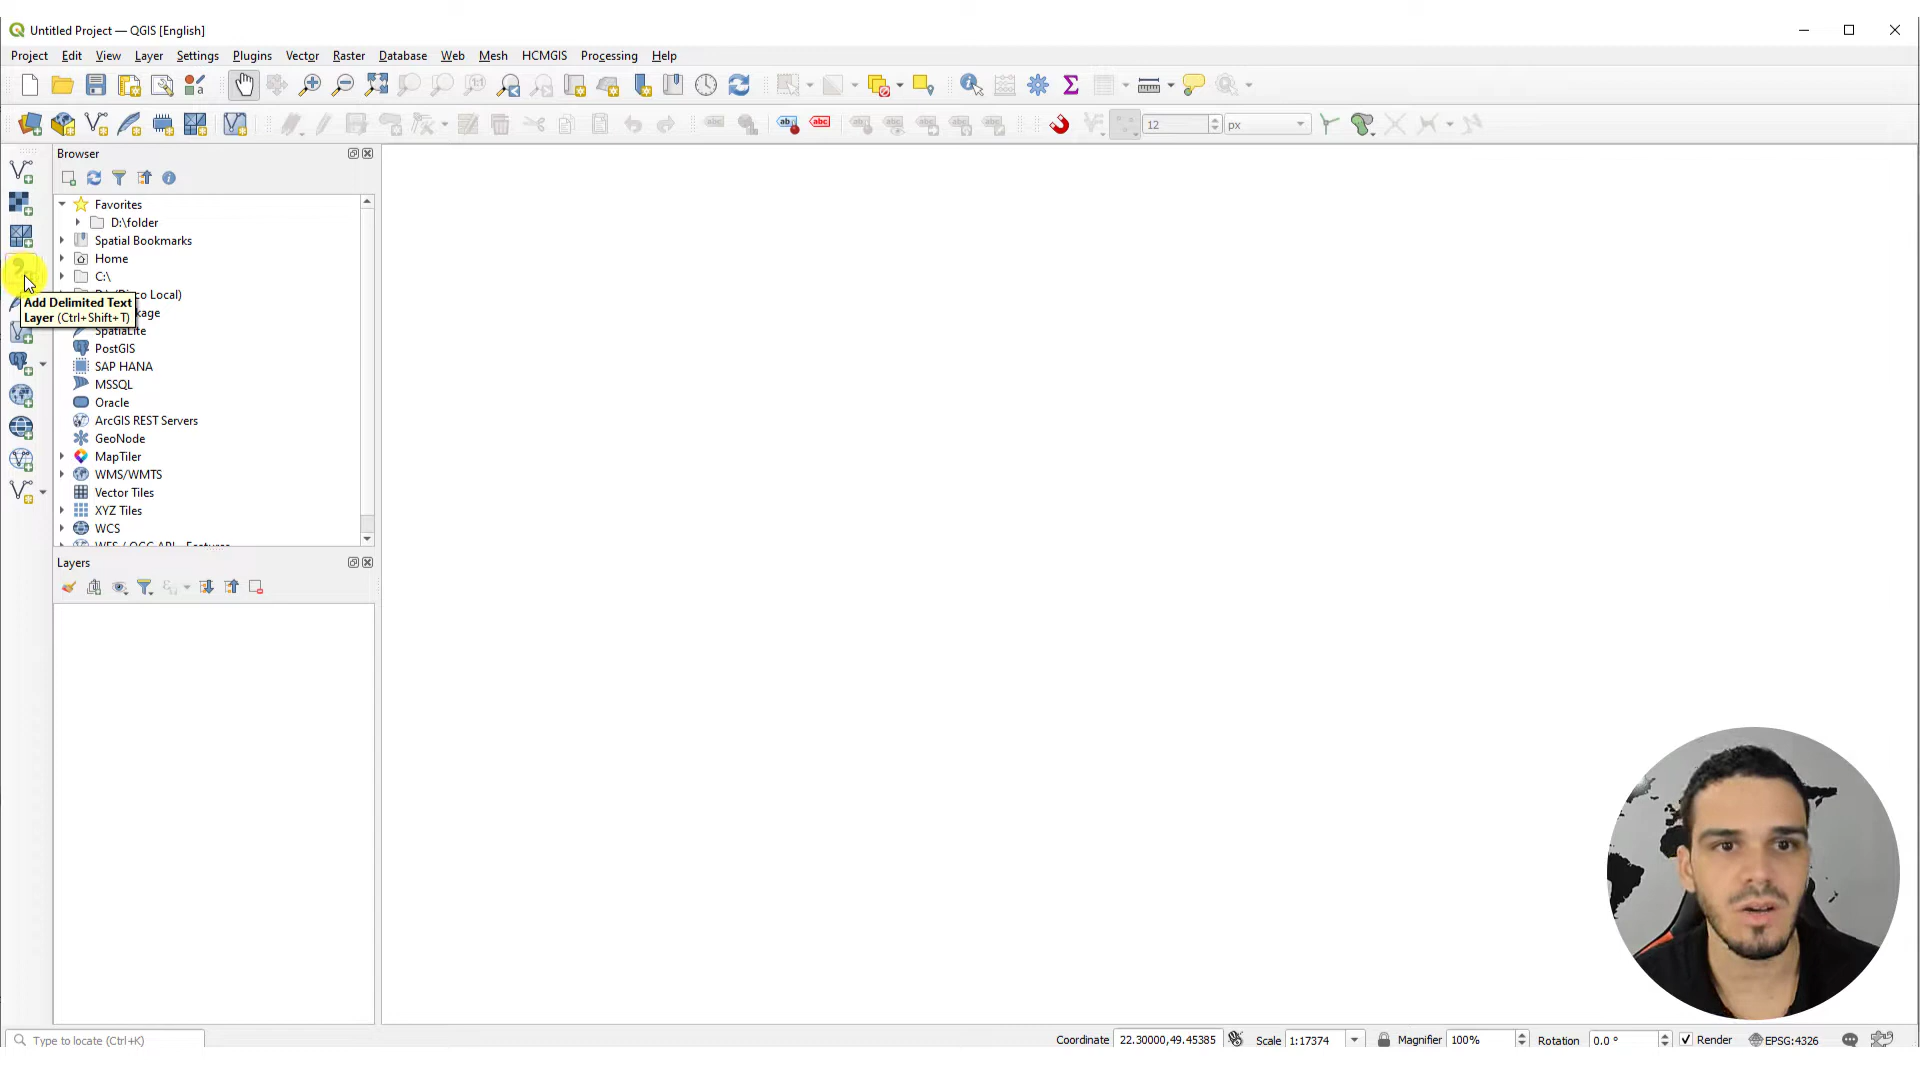 Untitled Project — QGIS [English]
Project Edit View Layer Settings Plugins Vector Raster Database Web Mesh HCMGIS Processing Help
12 px
Browser
Favorites
D:\folder
Spatial Bookmarks
Home
C:\
Disco Local)
Add Delimited Text
Layer (Ctrl+Shift+T)
SpatiaLite
PostGIS
SAP HANA
MSSQL
Oracle
ArcGIS REST Servers
GeoNode
MapTiler
WMS/WMTS
Vector Tiles
XYZ Tiles
WCS
Layers
Type to locate (Ctrl+K) Coordinate 22.30000,49.45385 Scale 1:17374 Magnifier 100% Rotation 0.0 ° Render EPSG:4326